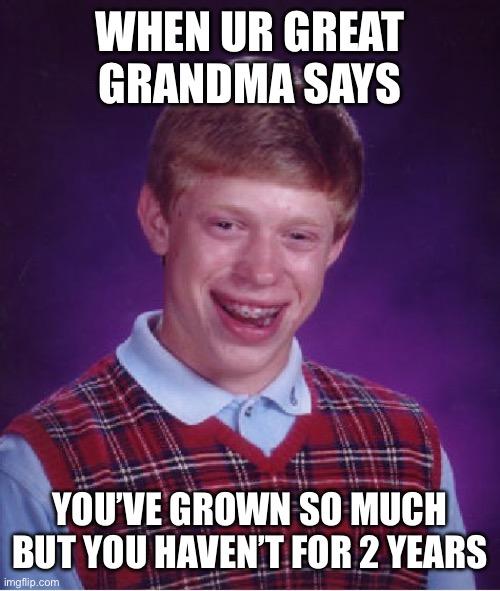 WHEN UR GREAT
GRANDMA SAYS
YOU’VE GROWN SO MUCH
BUT YOU HAVEN’T FOR 2 YEARS
imgflip.com